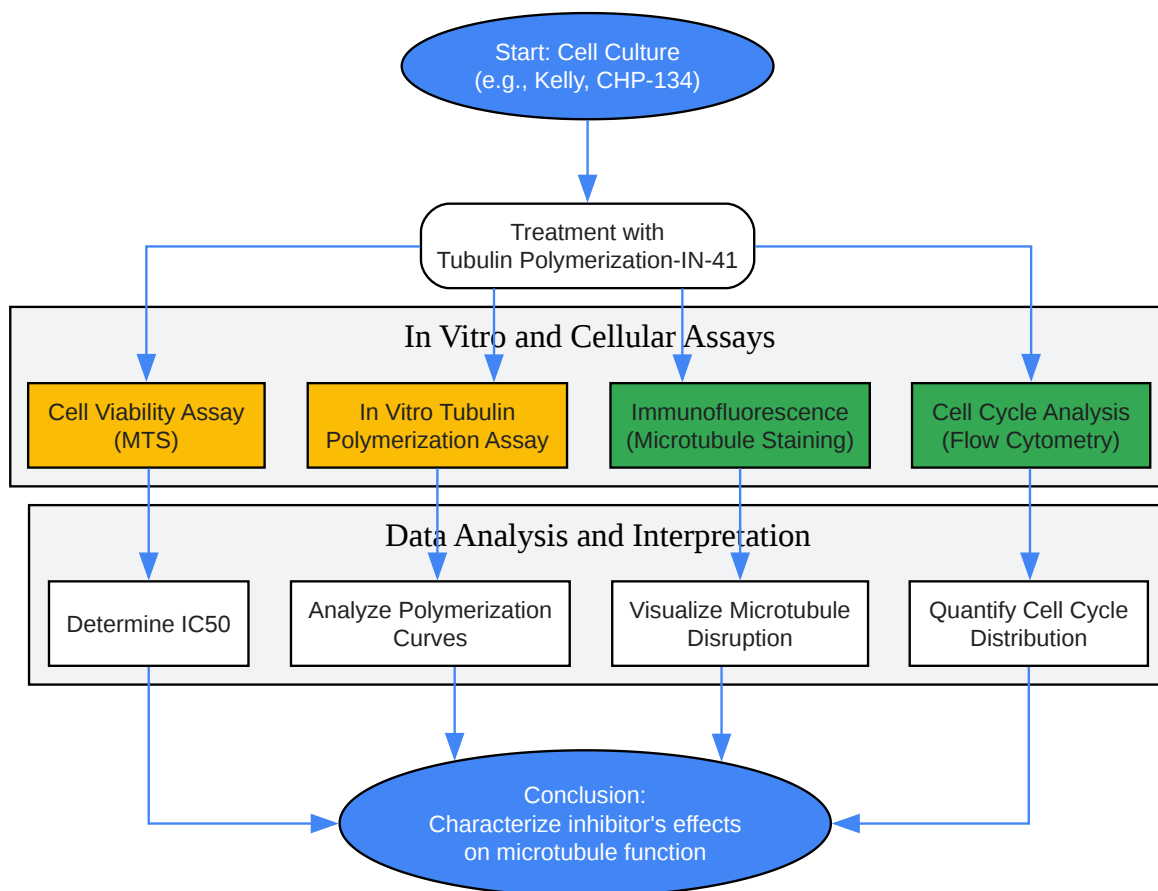 Start: Cell Culture
(e.g., Kelly, CHP-134)
Treatment with
Tubulin Polymerization-IN-41
In Vitro and Cellular Assays
Cell Viability Assay
(MTS)
In Vitro Tubulin
Polymerization Assay
Immunofluorescence
(Microtubule Staining)
Cell Cycle Analysis
(Flow Cytometry)
Data Analysis and Interpretation
Determine IC50
Analyze Polymerization
Curves
Visualize Microtubule
Disruption
Quantify Cell Cycle
Distribution
Conclusion:
Characterize inhibitor's effects
on microtubule function